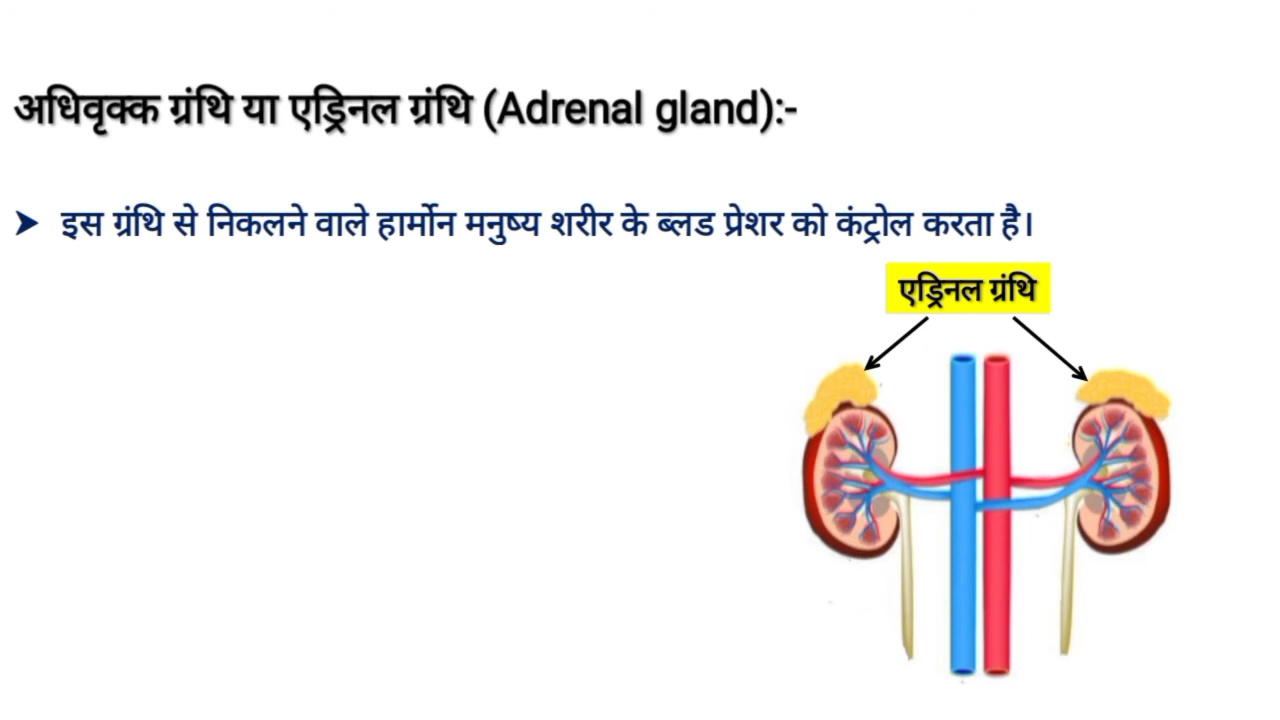 अधिवृक्क ग्रंथि या एड्रिनल ग्रंथि (Adrenal gland):-
➤ इस ग्रंथि से निकलने वाले हार्मोन मनुष्य शरीर के ब्लड प्रेशर को कंट्रोल करता है।
एड्रिनल ग्रंथि